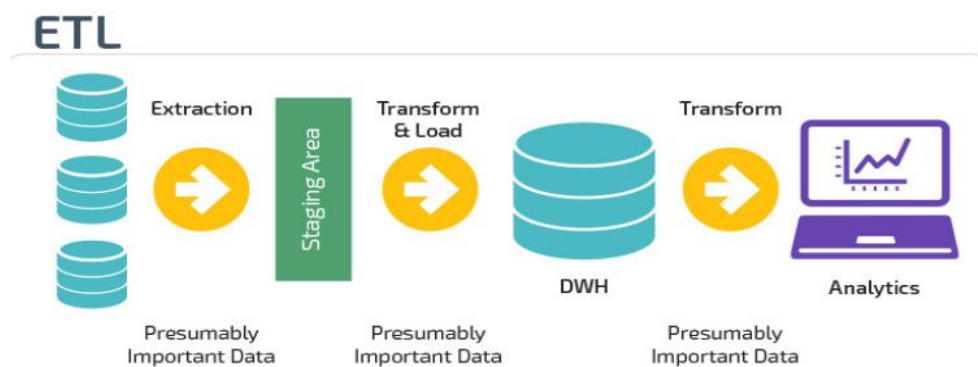 ETL
Extraction
Staging Area
Transform
& Load
Transform
DWH
Analytics
Presumably
Important Data
Presumably
Important Data
Presumably
Important Data